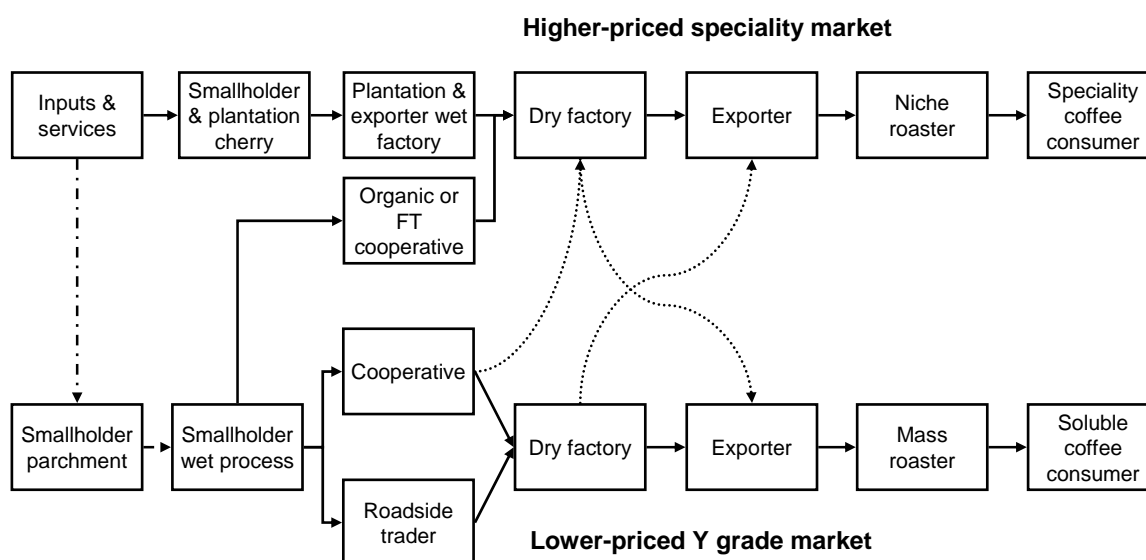 Higher-priced speciality market
Inputs &
services
Smallholder
& plantation
cherry
Plantation &
exporter wet
factory
Dry factory
Exporter
Niche
roaster
Speciality
coffee
consumer
Organic or
FT
cooperative
Cooperative
Smallholder
parchment
Smallholder
wet process
Dry factory
Exporter
Mass
roaster
Soluble
coffee
consumer
Roadside
trader
Lower-priced Y grade market